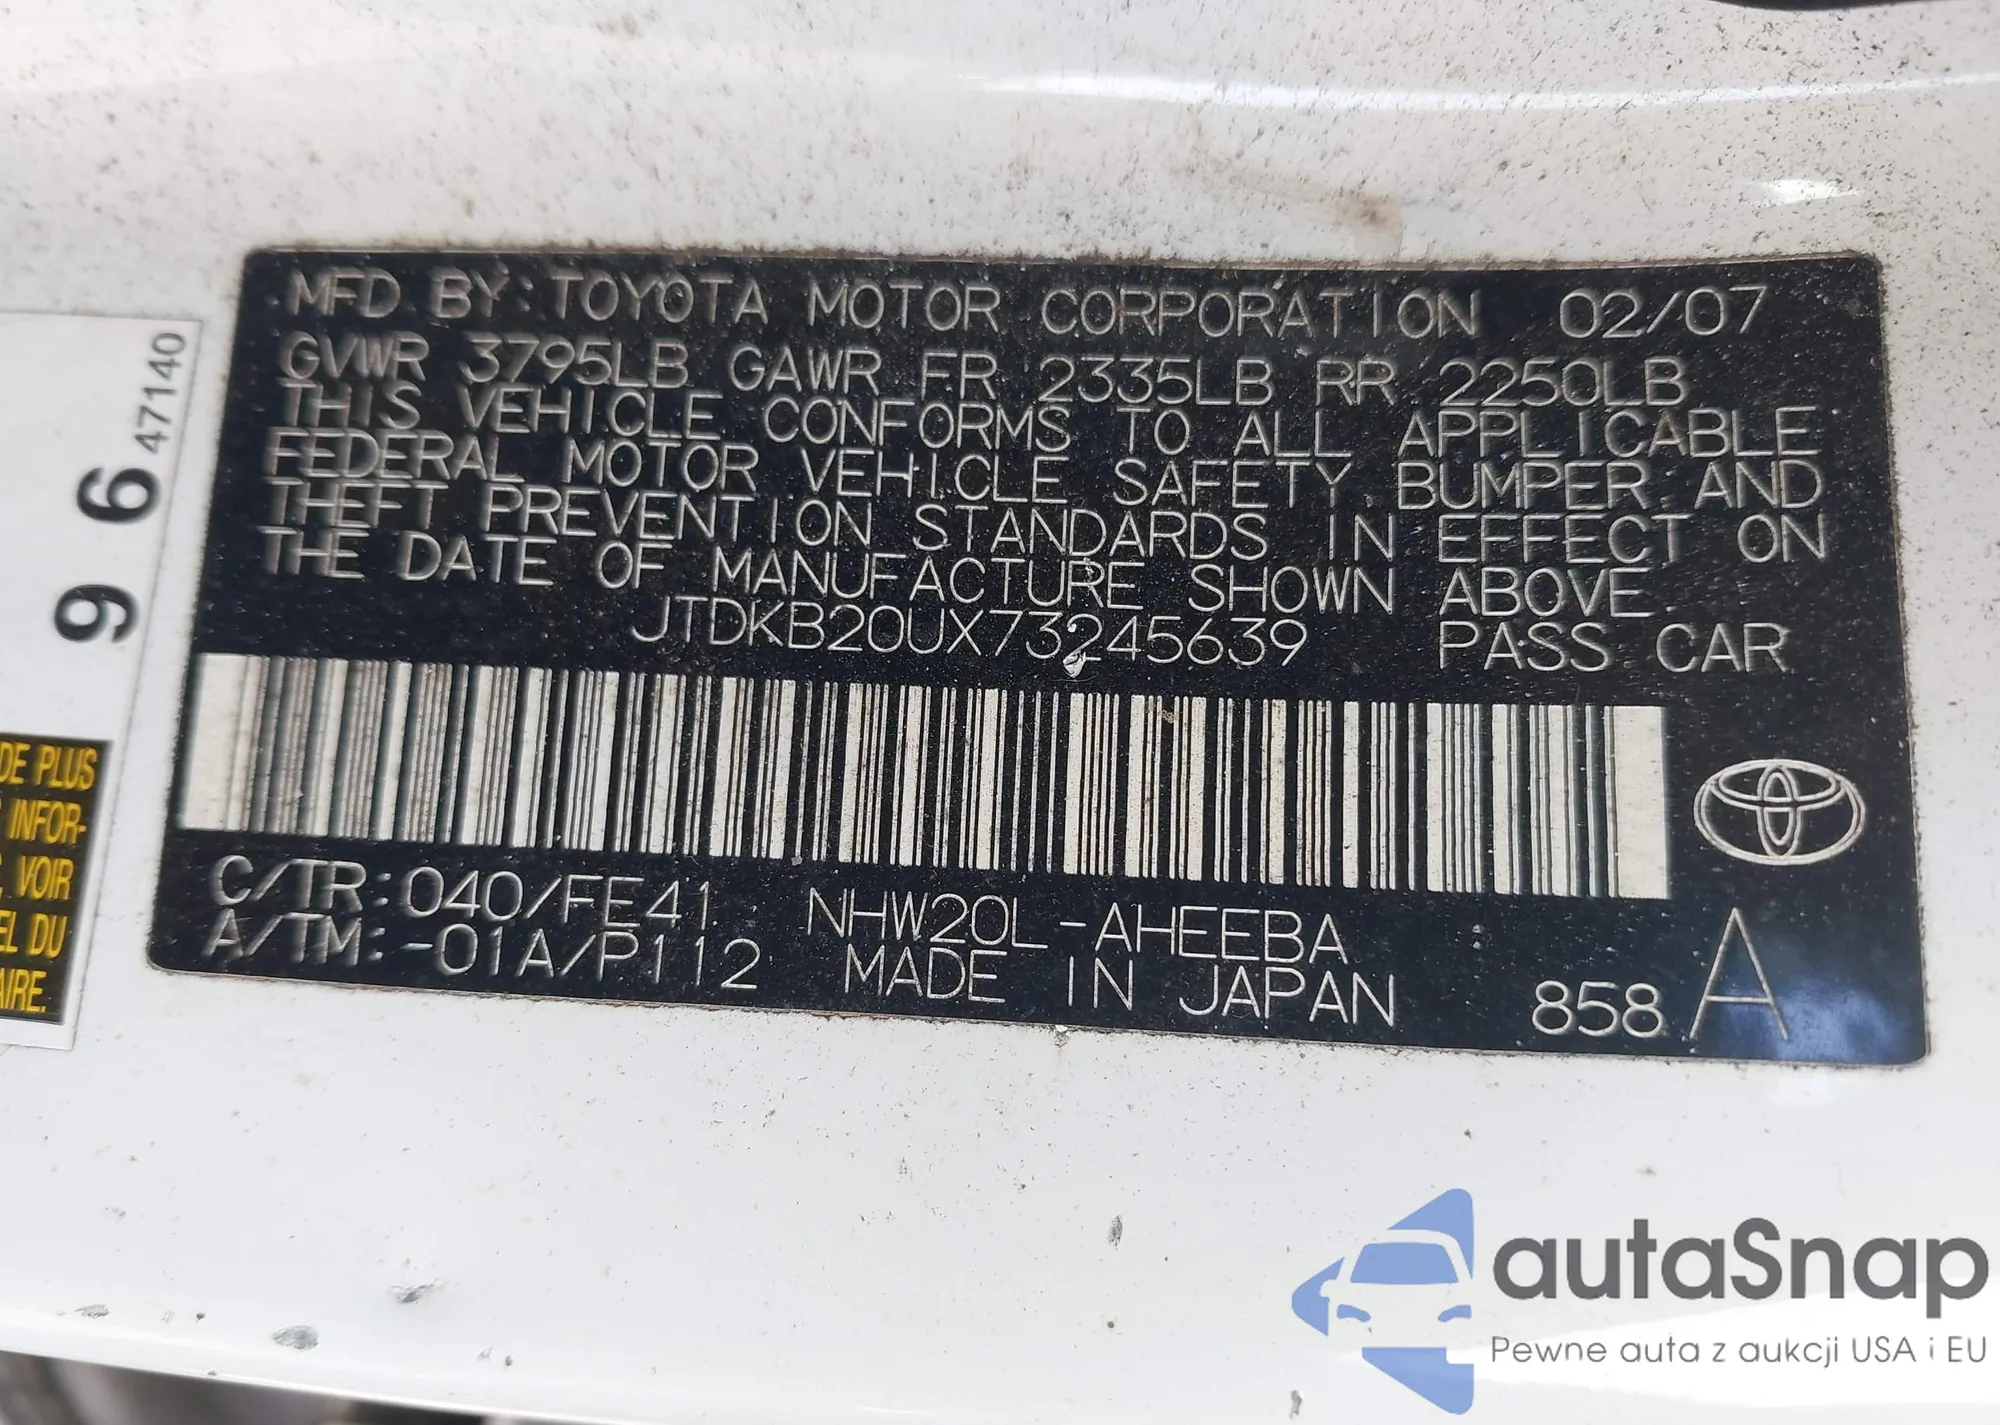 MFD BY: TOYOTA MOTOR CORPORATION 02/07
GVWR 3795LB GAWR FR 2335LB RR 2250LB
THIS VEHICLE CONFORMS TO ALL APPLICABLE
FEDERAL MOTOR VEHICLE SAFETY BUMPER AND
THEFT PREVENTION STANDARDS IN EFFECT ON
THE DATE OF MANUFACTURE SHOWN ABOVE.
JTDKB20UX73245639 PASS CAR
C/TR: 040/FE41 NHW20L-AHEEBA
A/TM: -01A/P112 MADE IN JAPAN 858 A
9 6 47140
DE PLUS
INFOR-
VOIR
EL DU
AIRE.
autaSnap
Pewne auta z aukcji USA i EU